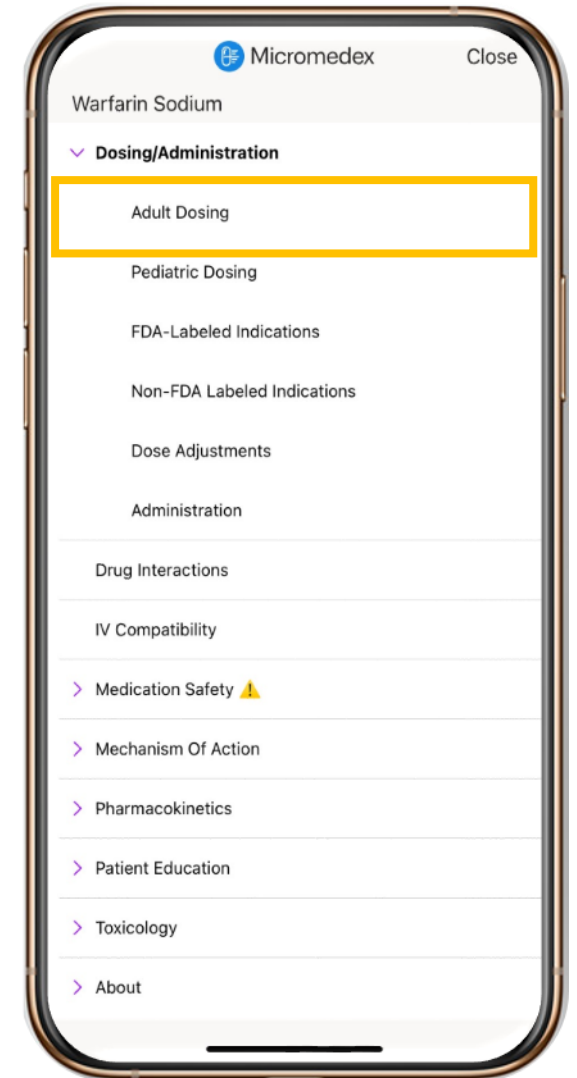 Micromedex Close
Warfarin Sodium
Dosing/Administration
Adult Dosing
Pediatric Dosing
FDA-Labeled Indications
Non-FDA Labeled Indications
Dose Adjustments
Administration
Drug Interactions
IV Compatibility
Medication Safety ⚠️
Mechanism Of Action
Pharmacokinetics
Patient Education
Toxicology
About